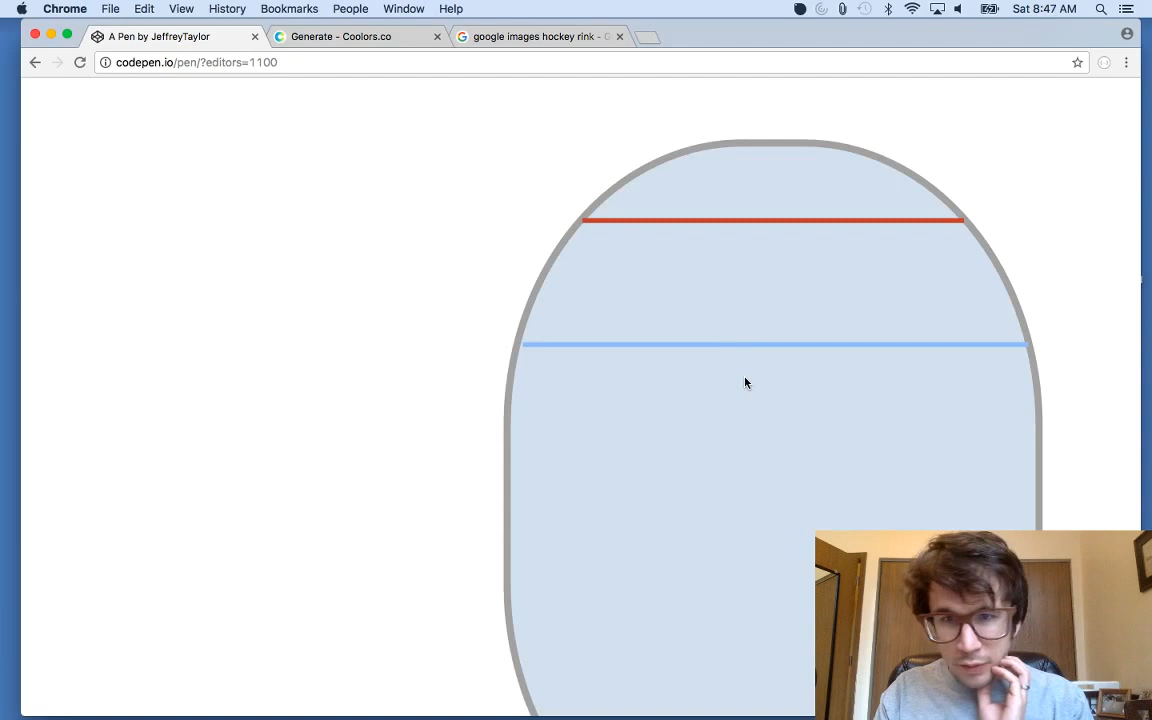 Chrome File Edit View History Bookmarks People Window Help Sat 8:47 AM
A Pen by JeffreyTaylor Generate - Coolors.co google images hockey rink - G
codepen.io/pen/?editors=1100